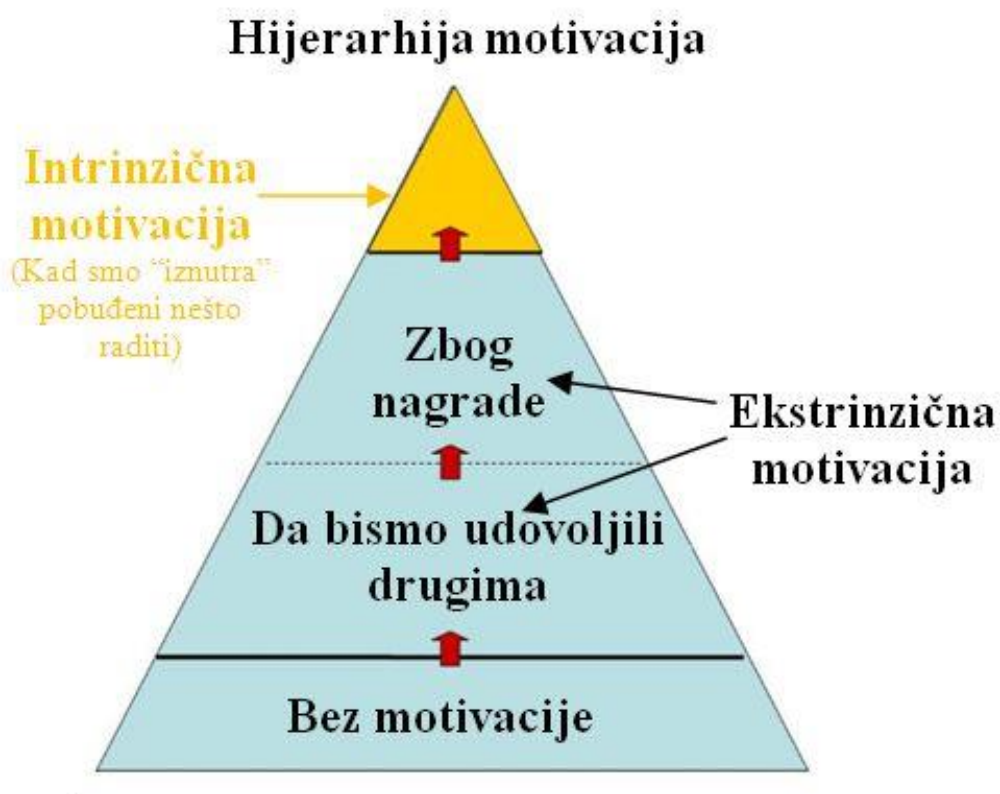 Hijerarhija motivacija
Intrinzična
motivacija
(Kad smo “iznutra”
pobuđeni nešto
raditi)
Zbog
nagrade
Ekstrinzična
motivacija
Da bismo udovoljili
drugima
Bez motivacije